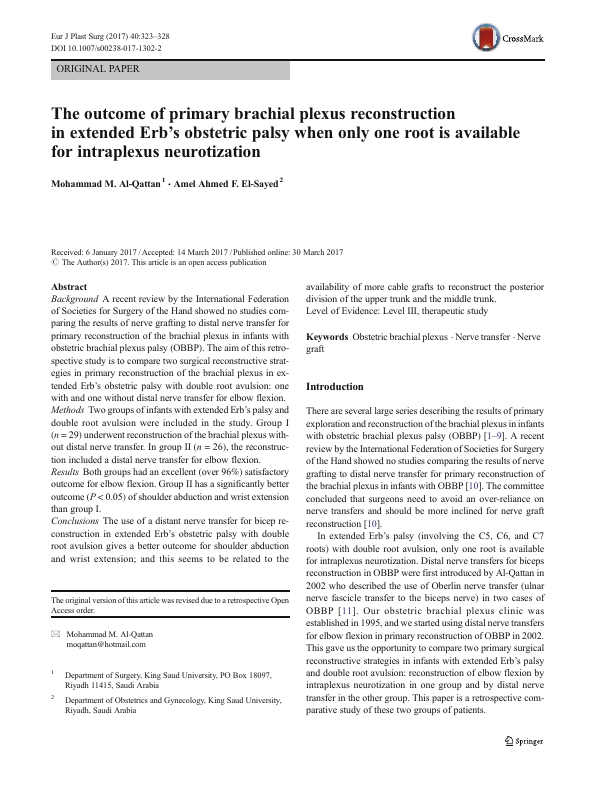 Eur J Plast Surg (2017) 40:323–328
DOI 10.1007/s00238-017-1302-2
CrossMark
ORIGINAL PAPER
The outcome of primary brachial plexus reconstruction
in extended Erb's obstetric palsy when only one root is available
for intraplexus neurotization
Mohammad M. Al-Qattan 1 · Amel Ahmed F. El-Sayed 2
Received: 6 January 2017 / Accepted: 14 March 2017 / Published online: 30 March 2017
© The Author(s) 2017. This article is an open access publication
Abstract
Background A recent review by the International Federation
of Societies for Surgery of the Hand showed no studies com-
paring the results of nerve grafting to distal nerve transfer for
primary reconstruction of the brachial plexus in infants with
obstetric brachial plexus palsy (OBBP). The aim of this retro-
spective study is to compare two surgical reconstructive strat-
egies in primary reconstruction of the brachial plexus in ex-
tended Erb's obstetric palsy with double root avulsion: one
with and one without distal nerve transfer for elbow flexion.
Methods Two groups of infants with extended Erb's palsy and
double root avulsion were included in the study. Group I
(n = 29) underwent reconstruction of the brachial plexus with-
out distal nerve transfer. In group II (n = 26), the reconstruc-
tion included a distal nerve transfer for elbow flexion.
Results Both groups had an excellent (over 96%) satisfactory
outcome for elbow flexion. Group II has a significantly better
outcome (P < 0.05) of shoulder abduction and wrist extension
than group I.
Conclusions The use of a distant nerve transfer for bicep re-
construction in extended Erb's obstetric palsy with double
root avulsion gives a better outcome for shoulder abduction
and wrist extension; and this seems to be related to the
The original version of this article was revised due to a retrospective Open
Access order.
Mohammad M. Al-Qattan
moqattan@hotmail.com
1 Department of Surgery, King Saud University, PO Box 18097,
Riyadh 11415, Saudi Arabia
2 Department of Obstetrics and Gynecology, King Saud University,
Riyadh, Saudi Arabia
availability of more cable grafts to reconstruct the posterior
division of the upper trunk and the middle trunk.
Level of Evidence: Level III, therapeutic study
Keywords Obstetric brachial plexus · Nerve transfer · Nerve
graft
Introduction
There are several large series describing the results of primary
exploration and reconstruction of the brachial plexus in infants
with obstetric brachial plexus palsy (OBBP) [1–9]. A recent
review by the International Federation of Societies for Surgery
of the Hand showed no studies comparing the results of nerve
grafting to distal nerve transfer for primary reconstruction of
the brachial plexus in infants with OBBP [10]. The committee
concluded that surgeons need to avoid an over-reliance on
nerve transfers and should be more inclined for nerve graft
reconstruction [10].
In extended Erb's palsy (involving the C5, C6, and C7
roots) with double root avulsion, only one root is available
for intraplexus neurotization. Distal nerve transfers for biceps
reconstruction in OBBP were first introduced by Al-Qattan in
2002 who described the use of Oberlin nerve transfer (ulnar
nerve fascicle transfer to the biceps nerve) in two cases of
OBBP [11]. Our obstetric brachial plexus clinic was
established in 1995, and we started using distal nerve transfers
for elbow flexion in primary reconstruction of OBBP in 2002.
This gave us the opportunity to compare two primary surgical
reconstructive strategies in infants with extended Erb's palsy
and double root avulsion: reconstruction of elbow flexion by
intraplexus neurotization in one group and by distal nerve
transfer in the other group. This paper is a retrospective com-
parative study of these two groups of patients.
Springer